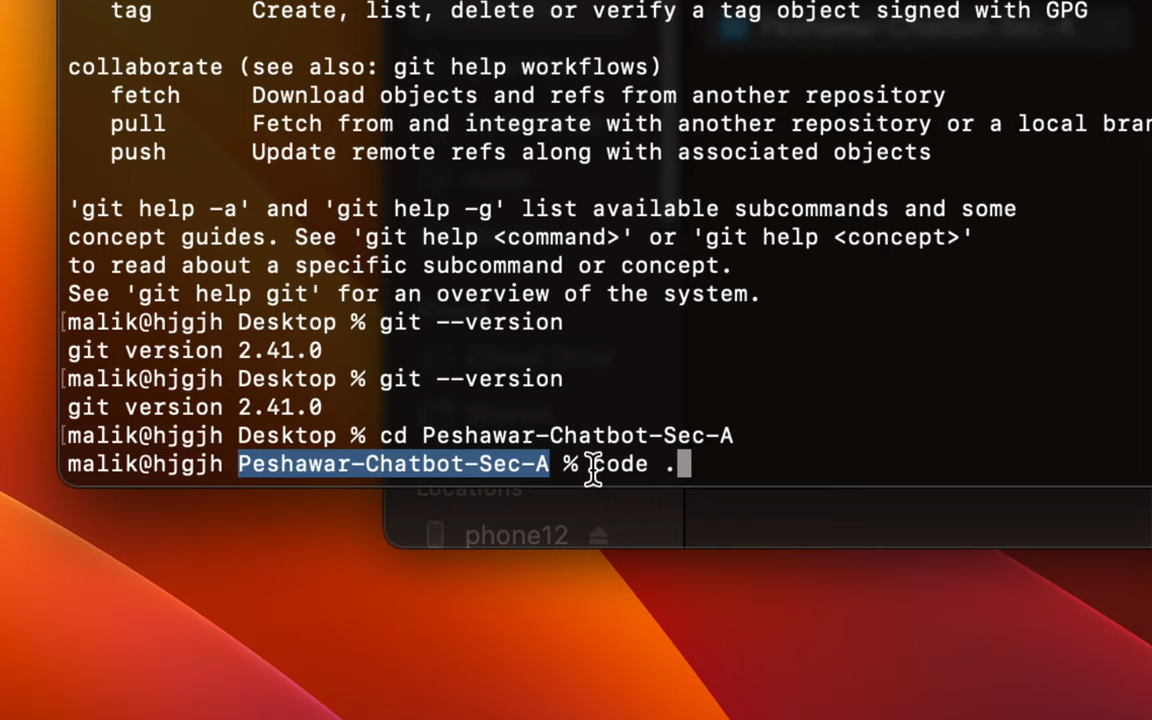 tag Create, list, delete or verify a tag object signed with GPG
collaborate (see also: git help workflows)
fetch Download objects and refs from another repository
pull Fetch from and integrate with another repository or a local bran
push Update remote refs along with associated objects
'git help -a' and 'git help -g' list available subcommands and some
concept guides. See 'git help <command>' or 'git help <concept>'
to read about a specific subcommand or concept.
See 'git help git' for an overview of the system.
[malik@hjgjh Desktop % git --version
git version 2.41.0
[malik@hjgjh Desktop % git --version
git version 2.41.0
[malik@hjgjh Desktop % cd Peshawar-Chatbot-Sec-A
malik@hjgjh Peshawar-Chatbot-Sec-A % code .
Locations
phone12